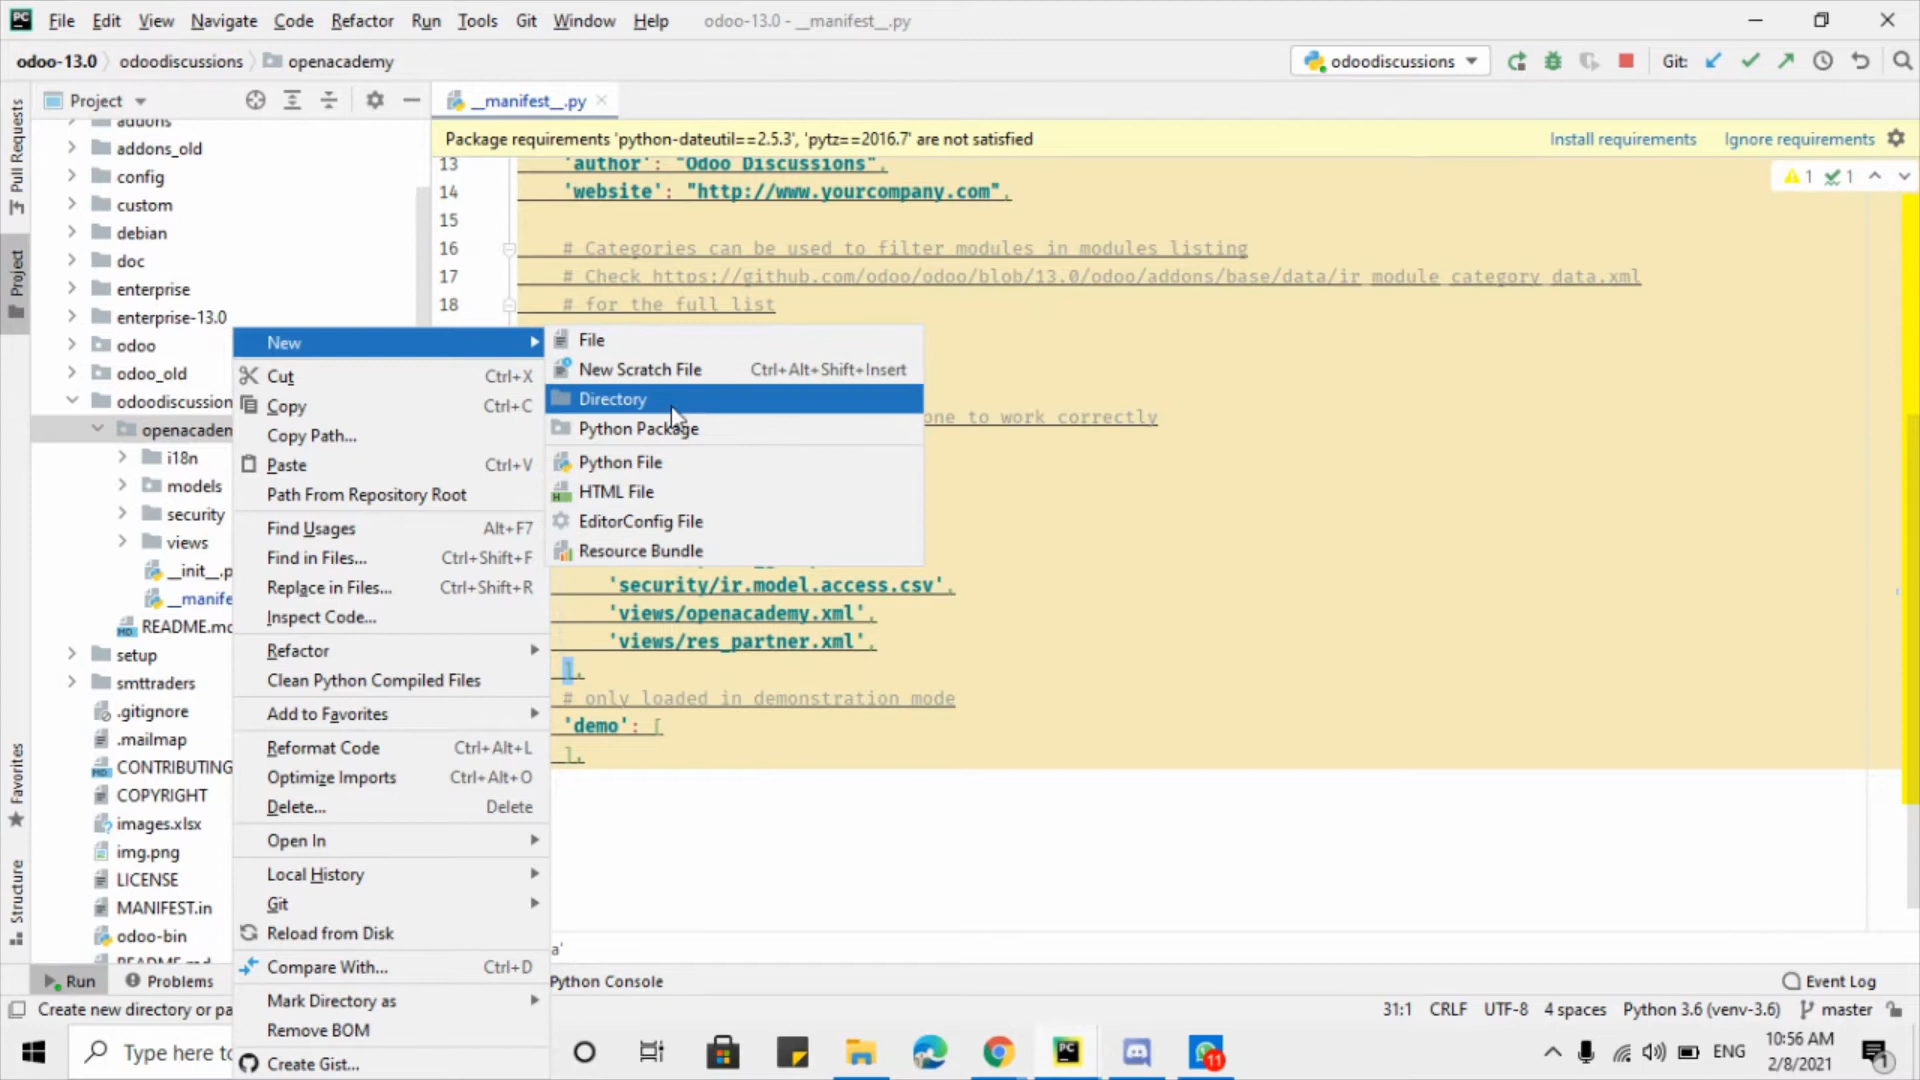 File Edit View Navigate Code Refactor Run Tools Git Window Help odoo-13.0 - __manifest__.py
odoo-13.0 odoodiscussions openacademy
odoodiscussions
Git:
Project
__manifest__.py
Package requirements 'python-dateutil==2.5.3', 'pytz==2016.7' are not satisfied
Install requirements
Ignore requirements
1 1
Pull Requests
Project
Favorites
Structure
addons
addons_old
config
custom
debian
doc
enterprise
enterprise-13.0
odoo
odoo_old
odoodiscussion
openacaden
i18n
models
security
views
__init__.p
__manife
README.md
setup
smttraders
.gitignore
.mailmap
CONTRIBUTING
COPYRIGHT
images.xlsx
img.png
LICENSE
MANIFEST.in
odoo-bin
README.md
13 'author': "Odoo Discussions",
14 'website': "http://www.yourcompany.com",
15
16 # Categories can be used to filter modules in modules listing
17 # Check https://github.com/odoo/odoo/blob/13.0/odoo/addons/base/data/ir_module_category_data.xml
18 # for the full list
one to work correctly
'security/ir.model.access.csv',
'views/openacademy.xml',
'views/res_partner.xml',
],
# only loaded in demonstration mode
'demo': [
],
a'
New
Cut Ctrl+X
Copy Ctrl+C
Copy Path...
Paste Ctrl+V
Path From Repository Root
Find Usages Alt+F7
Find in Files... Ctrl+Shift+F
Replace in Files... Ctrl+Shift+R
Inspect Code...
Refactor
Clean Python Compiled Files
Add to Favorites
Reformat Code Ctrl+Alt+L
Optimize Imports Ctrl+Alt+O
Delete... Delete
Open In
Local History
Git
Reload from Disk
Compare With... Ctrl+D
Mark Directory as
Remove BOM
Create Gist...
File
New Scratch File Ctrl+Alt+Shift+Insert
Directory
Python Package
Python File
HTML File
EditorConfig File
Resource Bundle
Run Problems Python Console Event Log
Create new directory or pa
31:1 CRLF UTF-8 4 spaces Python 3.6 (venv-3.6) master
Type here to
11
ENG
10:56 AM
2/8/2021
1